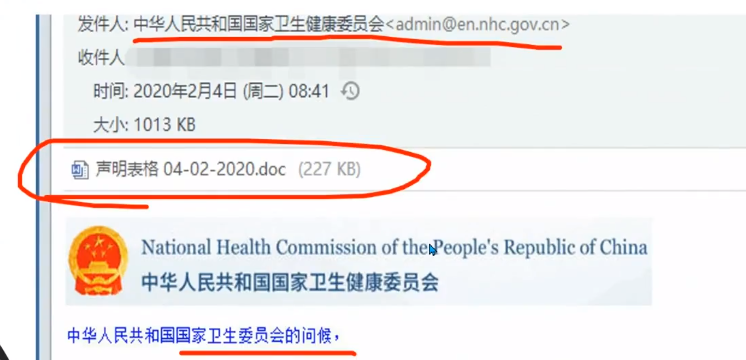 发件人: 中华人民共和国国家卫生健康委员会<admin@en.nhc.gov.cn>
收件人
时间: 2020年2月4日 (周二) 08:41
大小: 1013 KB
声明表格 04-02-2020.doc (227 KB)
National Health Commission of the People's Republic of China
中华人民共和国国家卫生健康委员会
中华人民共和国国家卫生委员会的问候，